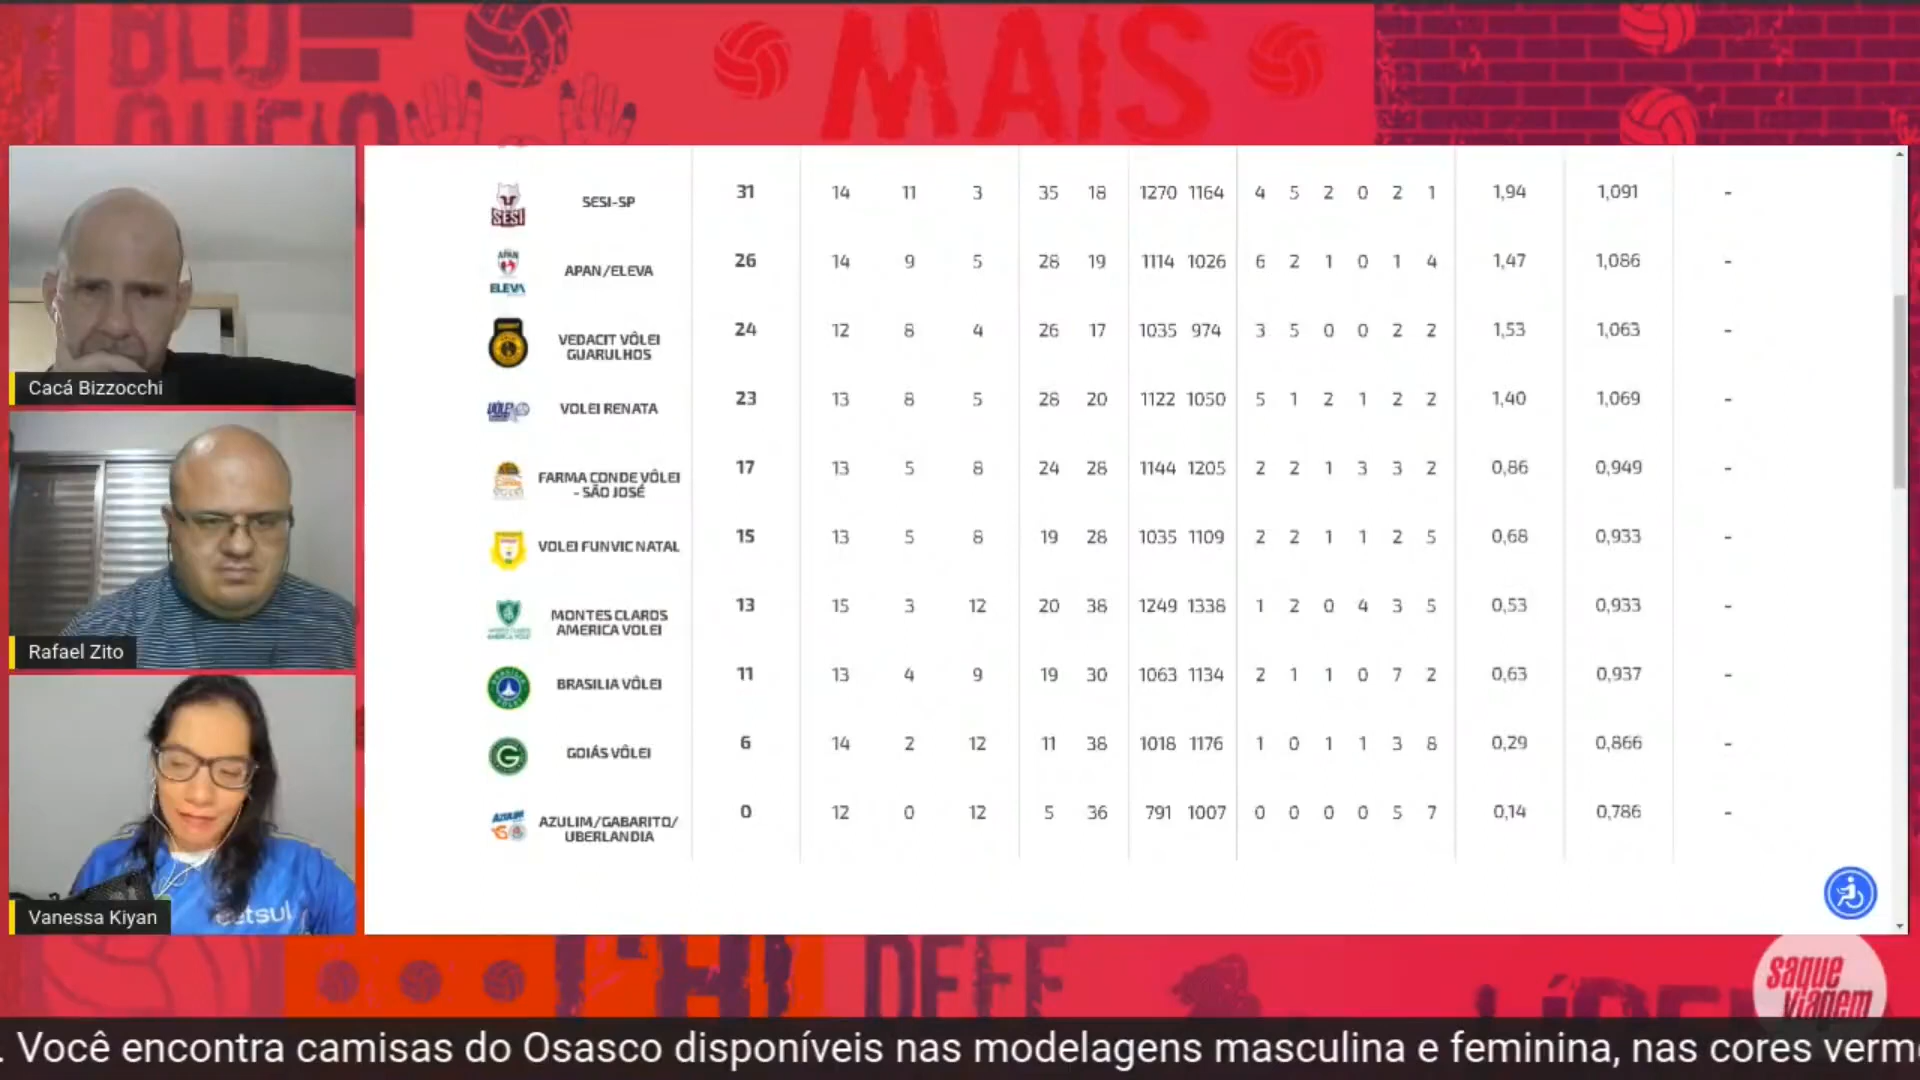 BLO
QUEIO
MAIS
SESI
SESI-SP 31 14 11 3 35 18 1270 1164 4 5 2 0 2 1 1,94 1,091 -
APAN
ELEVA
APAN/ELEVA 26 14 9 5 28 19 1114 1026 6 2 1 0 1 4 1,47 1,086 -
VEDACIT VÔLEI
GUARULHOS 24 12 8 4 26 17 1035 974 3 5 0 0 2 2 1,53 1,063 -
VOLEI RENATA 23 13 8 5 28 20 1122 1050 5 1 2 1 2 2 1,40 1,069 -
FARMA CONDE VÔLEI
- SÃO JOSÉ 17 13 5 8 24 28 1144 1205 2 2 1 3 3 2 0,86 0,949 -
VOLEI FUNVIC NATAL 15 13 5 8 19 28 1035 1109 2 2 1 1 2 5 0,68 0,933 -
MONTES CLAROS
AMERICA VOLEI 13 15 3 12 20 38 1249 1338 1 2 0 4 3 5 0,53 0,933 -
BRASILIA VÔLEI 11 13 4 9 19 30 1063 1134 2 1 1 0 7 2 0,63 0,937 -
G
GOIÁS VÔLEI 6 14 2 12 11 38 1018 1176 1 0 1 1 3 8 0,29 0,866 -
AZULIM
AZULIM/GABARITO/
UBERLANDIA 0 12 0 12 5 36 791 1007 0 0 0 0 5 7 0,14 0,786 -
Cacá Bizzocchi
Rafael Zito
betsul
Vanessa Kiyan
DEFE
saque
viagem
. Você encontra camisas do Osasco disponíveis nas modelagens masculina e feminina, nas cores verm